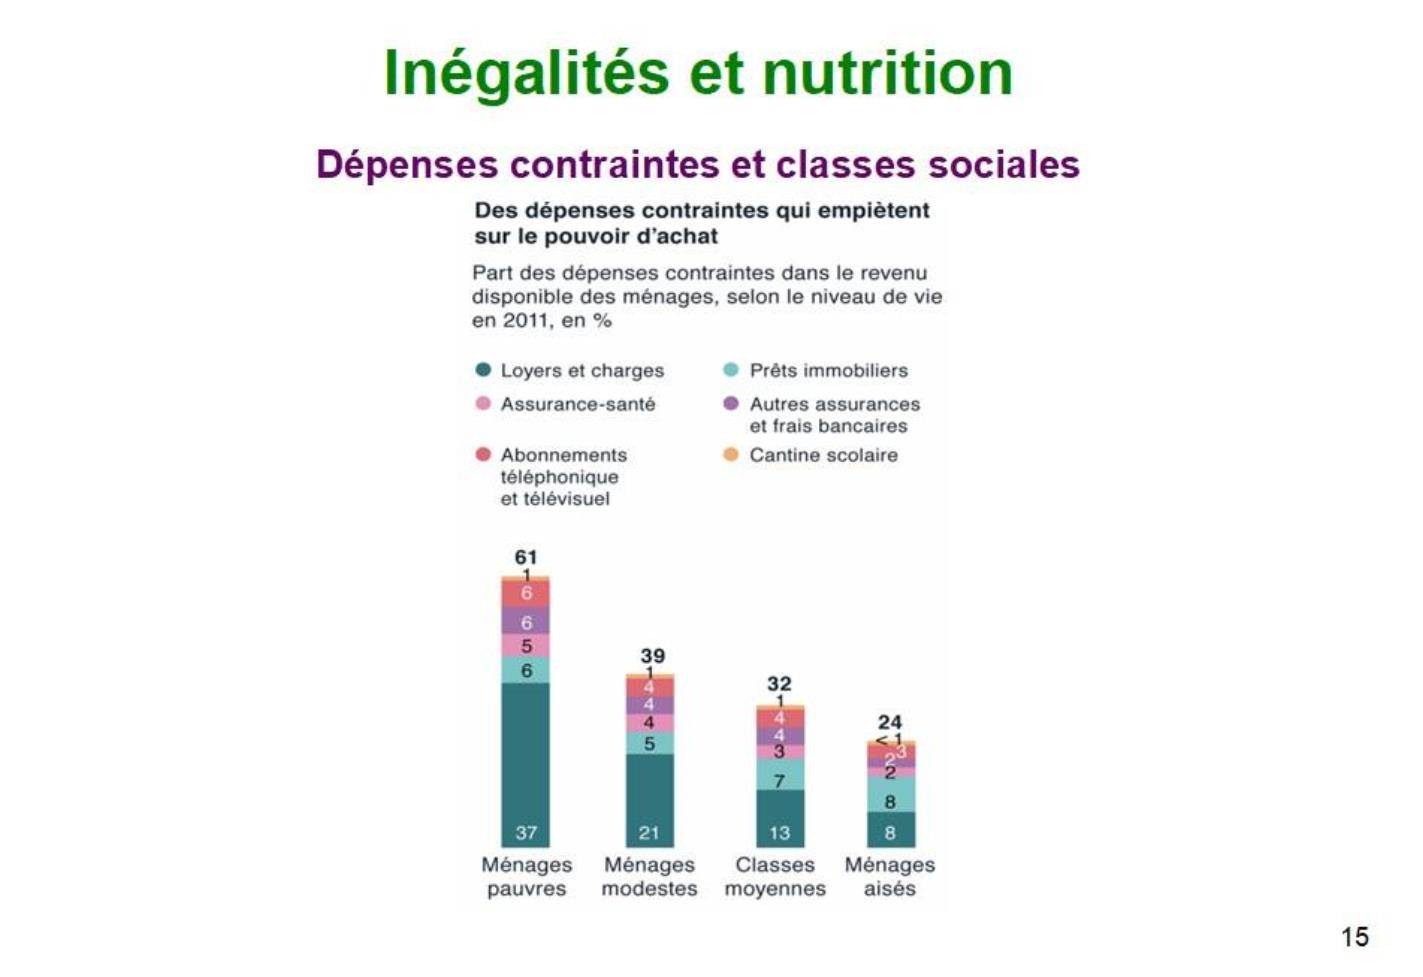 Inégalités et nutrition
Dépenses contraintes et classes sociales
Des dépenses contraintes qui empiètent
sur le pouvoir d'achat
Part des dépenses contraintes dans le revenu
disponible des ménages, selon le niveau de vie
en 2011, en %
Loyers et charges
Prêts immobiliers
Assurance-santé
Autres assurances
et frais bancaires
Abonnements
téléphonique
et télévisuel
Cantine scolaire
61
1
6
6
5
6
37
Ménages
pauvres
39
1
4
4
4
5
21
Ménages
modestes
32
1
4
4
3
7
13
Classes
moyennes
24
< 1
3
2
2
8
8
Ménages
aisés
15